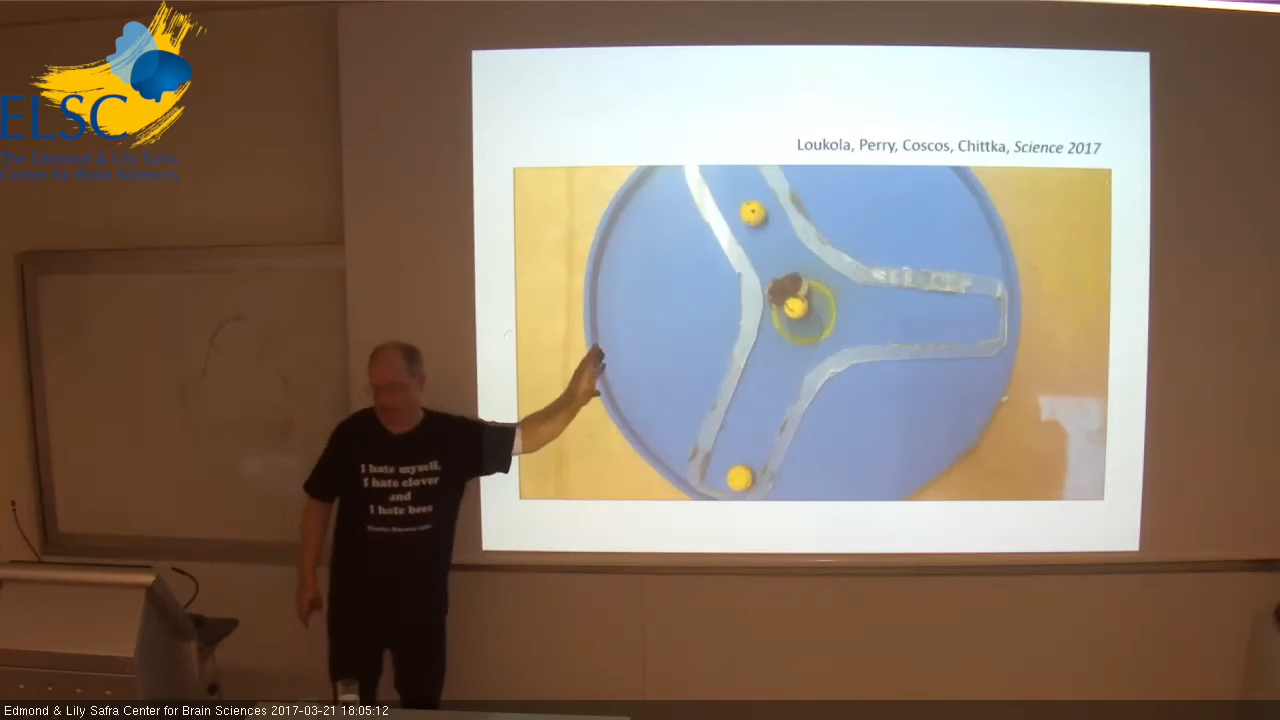 ELSC
The Edmond & Lily Safra
Center for Brain Sciences
Loukola, Perry, Coscos, Chittka, Science 2017
I hate myself,
I hate clover
and
I hate bees
Edmond & Lily Safra Center for Brain Sciences 2017-03-21 18:05:12